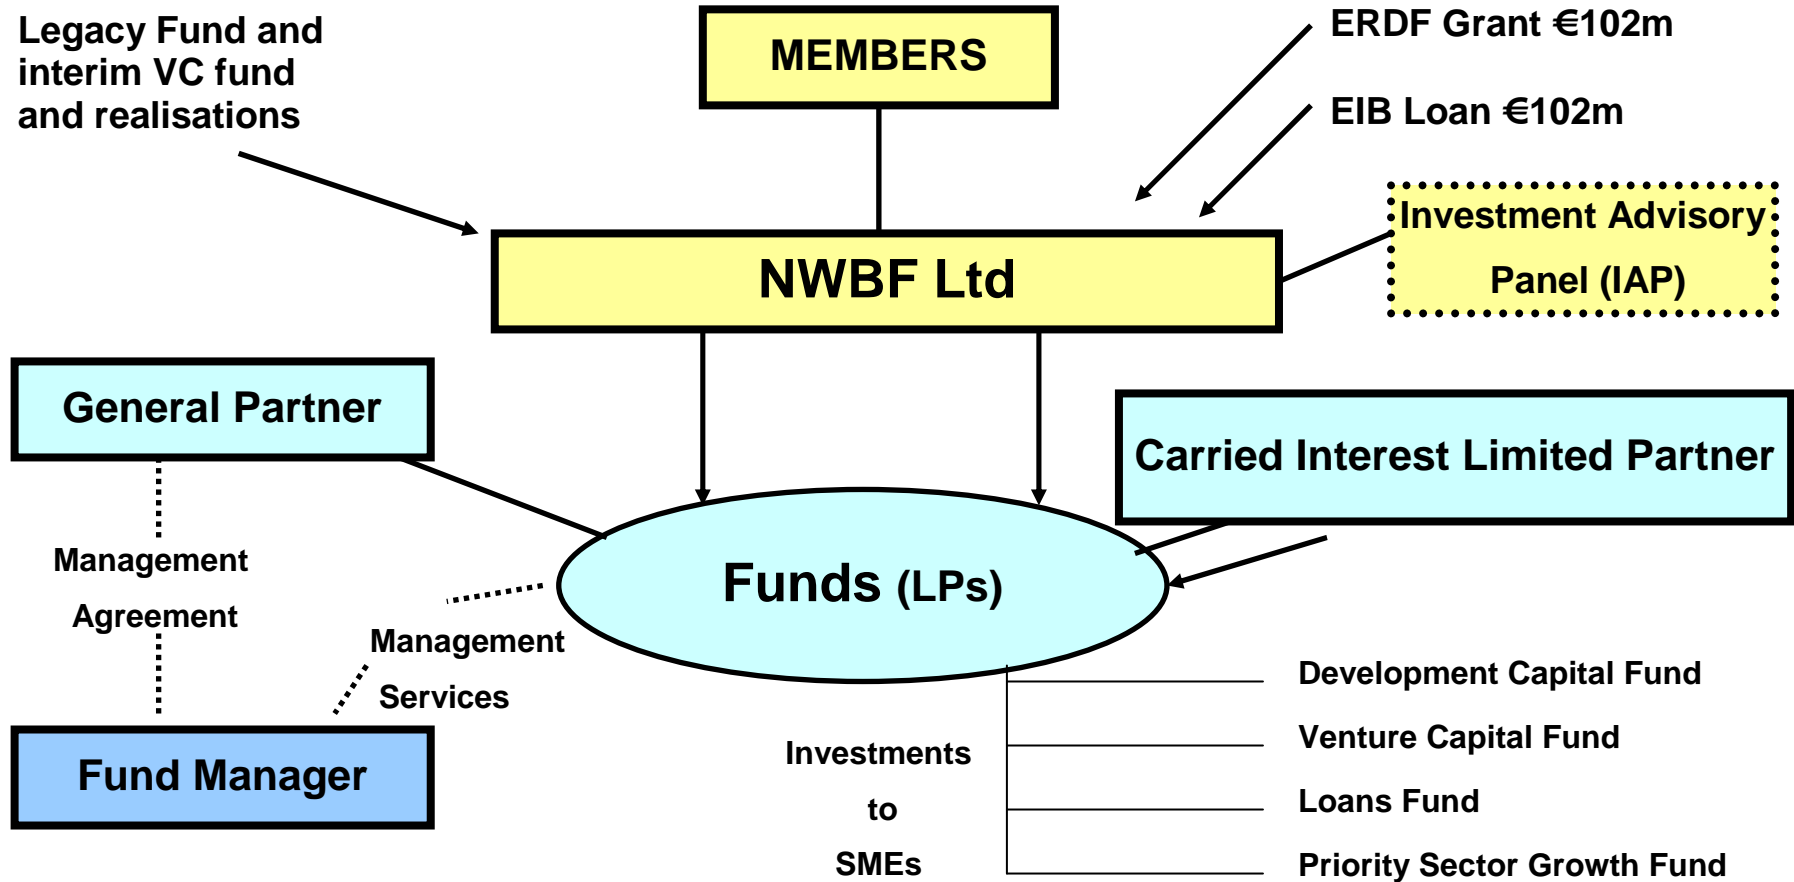 Legacy Fund and
interim VC fund
and realisations
MEMBERS
ERDF Grant €102m
EIB Loan €102m
Investment Advisory
Panel (IAP)
NWBF Ltd
General Partner
Carried Interest Limited Partner
Management
Agreement
Funds (LPs)
Management
Services
Fund Manager
Investments
to
SMEs
Development Capital Fund
Venture Capital Fund
Loans Fund
Priority Sector Growth Fund